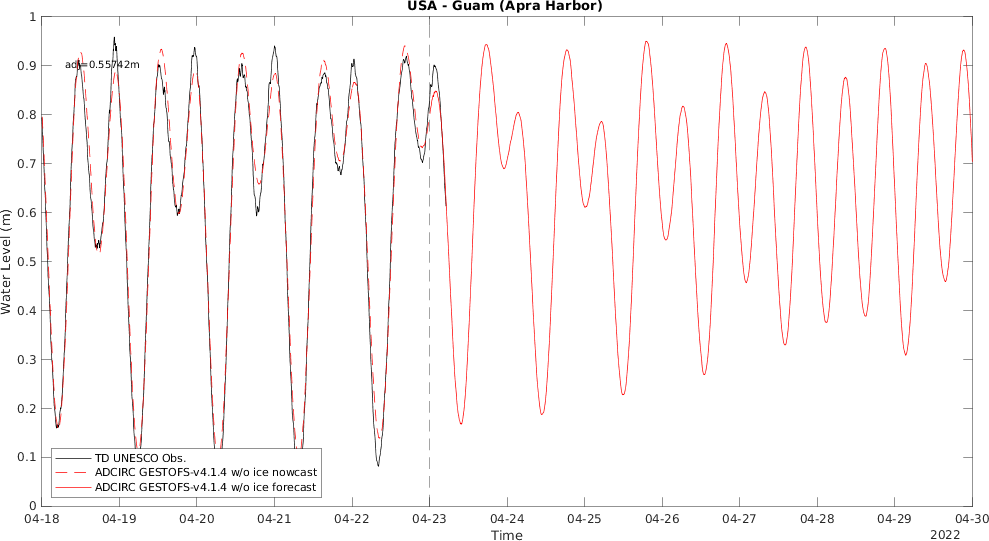 USA - Guam (Apra Harbor)
1
0.9
0.8
0.7
0.6
0.5
0.4
0.3
0.2
0.1
0
Water Level (m)
adj=0.55742m
TD UNESCO Obs.
ADCIRC GESTOFS-v4.1.4 w/o ice nowcast
ADCIRC GESTOFS-v4.1.4 w/o ice forecast
04-18 04-19 04-20 04-21 04-22 04-23 04-24 04-25 04-26 04-27 04-28 04-29 04-30
Time
2022